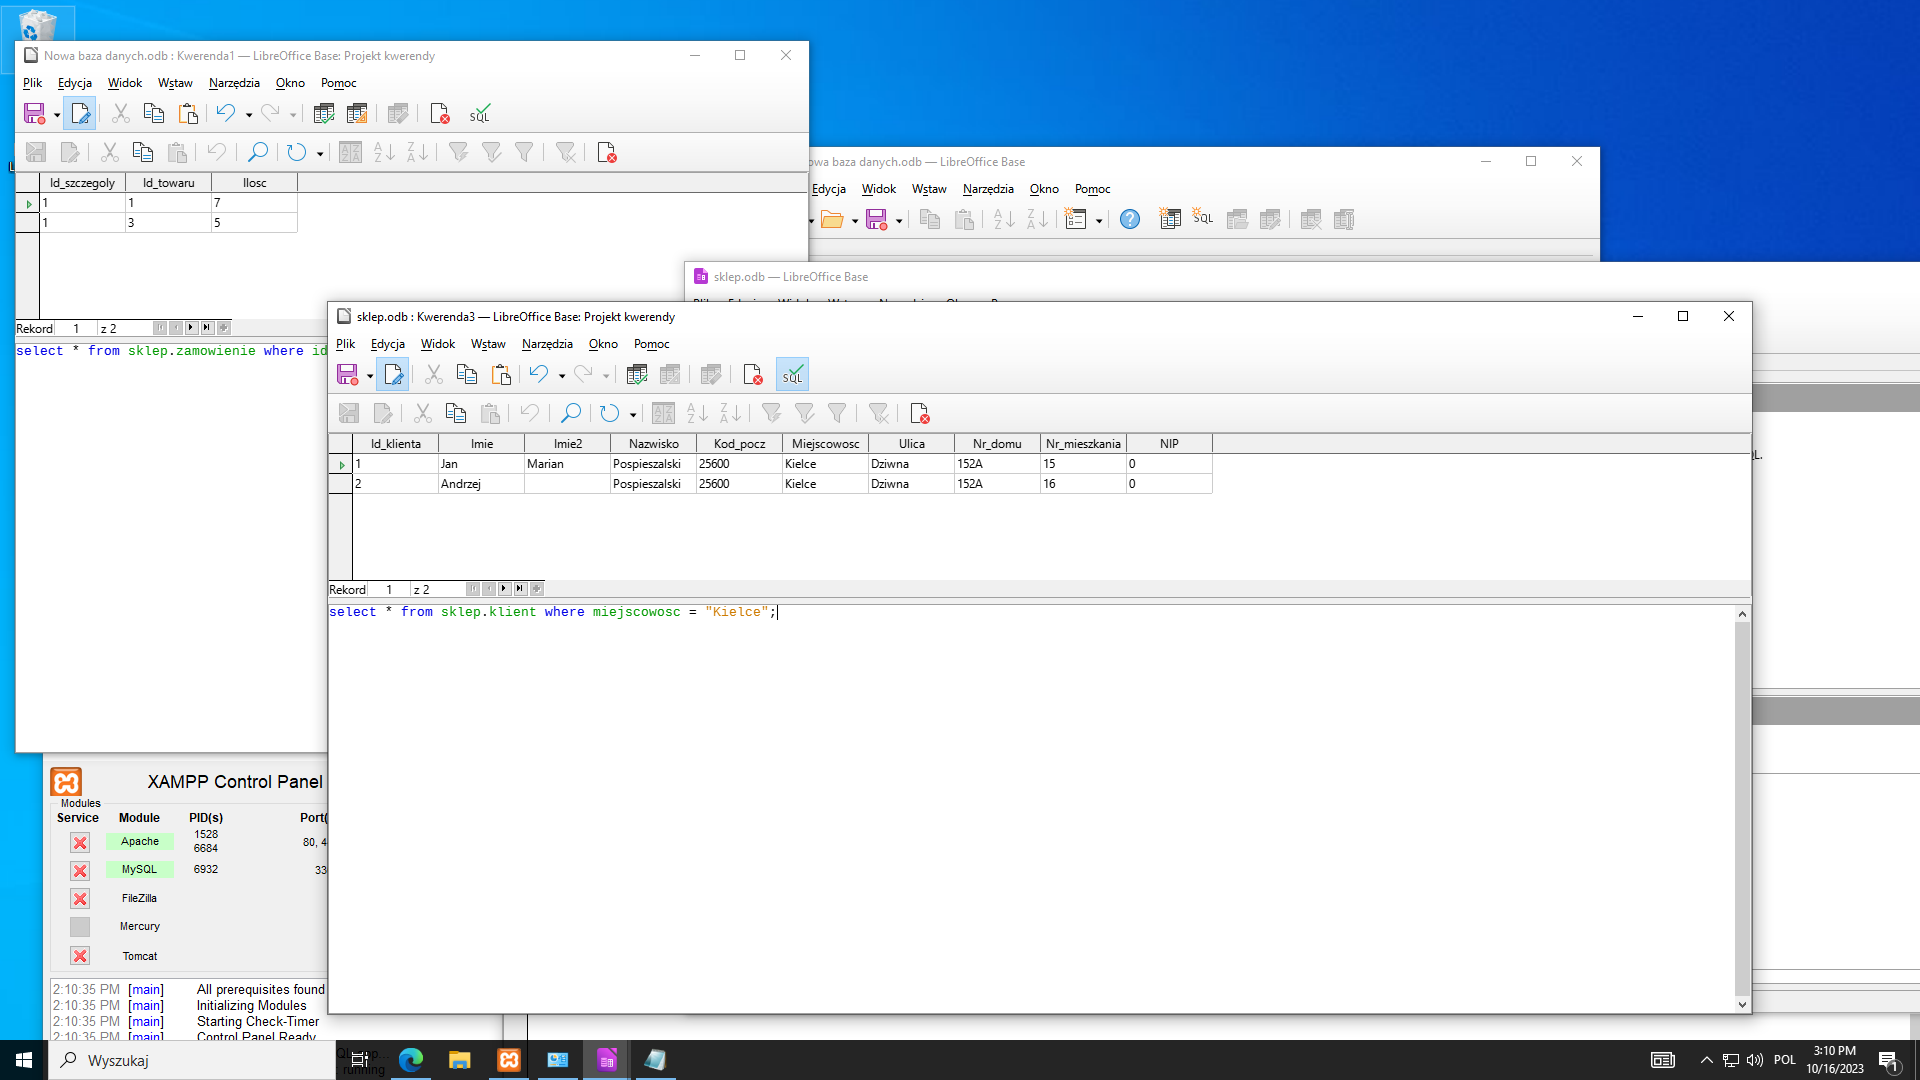 Nowa baza danych.odb : Kwerenda1 — LibreOffice Base: Projekt kwerendy
Plik Edycja Widok Wstaw Narzędzia Okno Pomoc
SQL
Id_szczegoly Id_towaru Ilosc
1 1 7
1 3 5
Rekord 1 z 2
select * from sklep.zamowienie where id
owa baza danych.odb — LibreOffice Base
Edycja Widok Wstaw Narzędzia Okno Pomoc
SQL
sklep.odb — LibreOffice Base
sklep.odb : Kwerenda3 — LibreOffice Base: Projekt kwerendy
Plik Edycja Widok Wstaw Narzędzia Okno Pomoc
SQL
Id_klienta Imie Imie2 Nazwisko Kod_pocz Miejscowosc Ulica Nr_domu Nr_mieszkania NIP
1 Jan Marian Pospieszalski 25600 Kielce Dziwna 152A 15 0
2 Andrzej Pospieszalski 25600 Kielce Dziwna 152A 16 0
Rekord 1 z 2
select * from sklep.klient where miejscowosc = "Kielce";
XAMPP Control Panel
Modules
Service Module PID(s) Port(
Apache 1528 6684 80, 4
MySQL 6932 33
FileZilla
Mercury
Tomcat
2:10:35 PM [main] All prerequisites found
2:10:35 PM [main] Initializing Modules
2:10:35 PM [main] Starting Check-Timer
2:10:35 PM [main] Control Panel Ready
Wyszukaj
running
POL
3:10 PM
10/16/2023
1